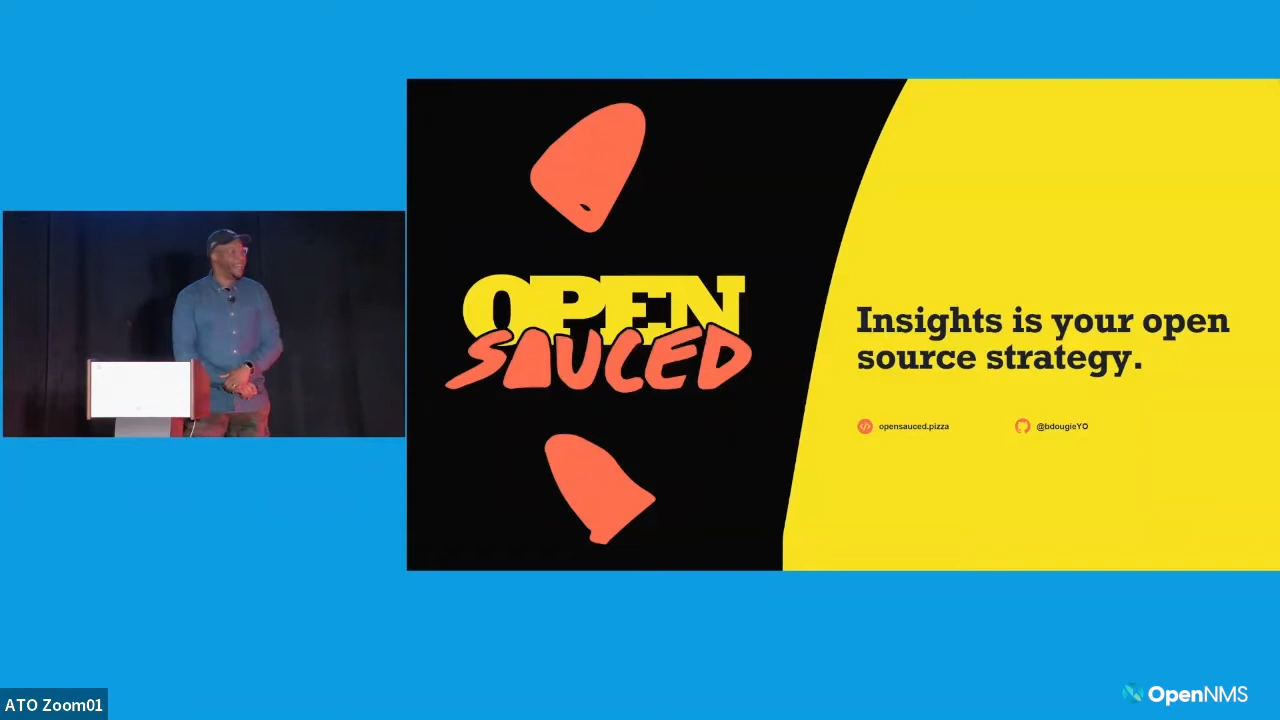 OPEN
SAUCED
Insights is your open
source strategy.
opensauced.pizza
@bdougieYO
ATO Zoom01
OpenNMS